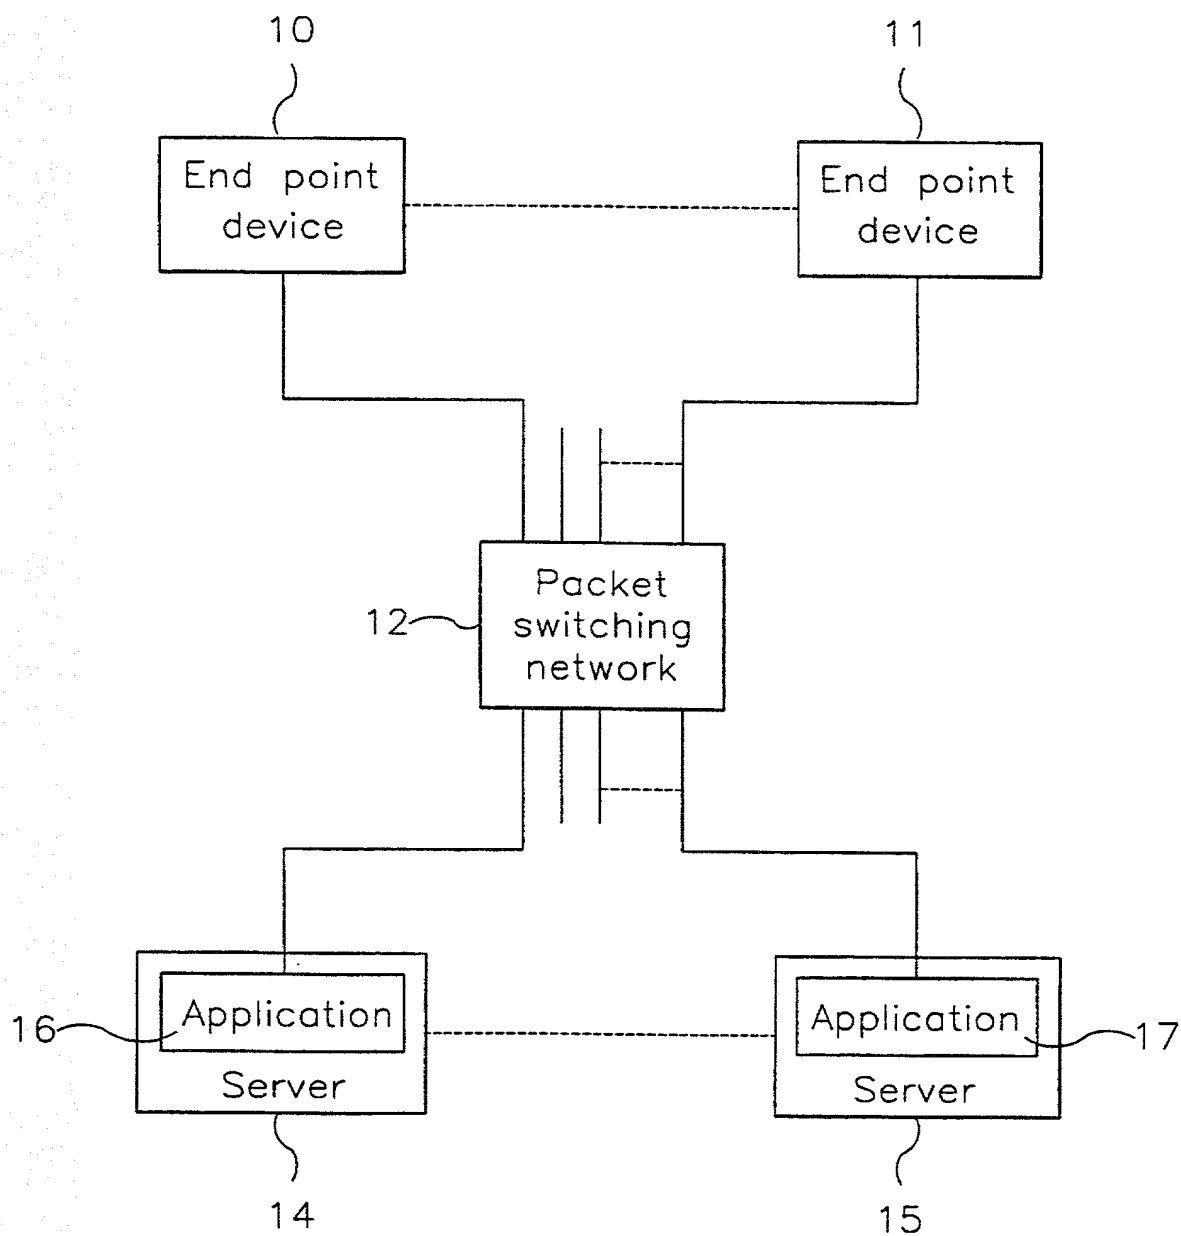 10
11
End point
device
End point
device
12
Packet
switching
network
16
Application
Server
Application
17
Server
14
15